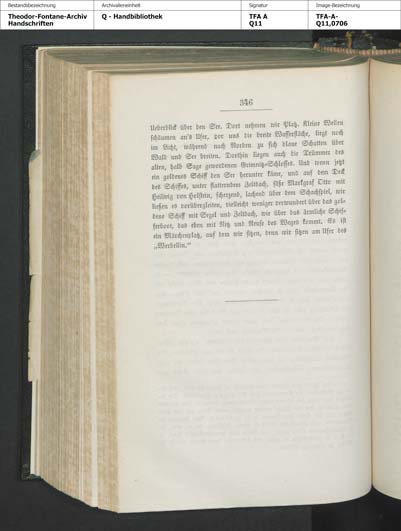 Bestandsbezeichnung
Archivalieneinheit
Signatur
Image-Bezeichnung
Theodor-Fontane-Archiv
Handschriften
Q - Handbibliothek
TFA A
Q11
TFA-A-
Q11,0706
346
Ueberblick über den See. Dort nehmen wir Platz. Kleine Wellen
schäumen an's Ufer, vor uns die breite Wasserfläche, liegt noch
im Licht, während nach Norden zu sich blaue Schatten über
Wald und See breiten. Dorthin liegen auch die Trümmer des
alten, halb Sage gewordenen Grimnitz-Schlosses. Und wenn jetzt
ein goldenes Schiff den See herunter käme, und auf dem Deck
des Schiffes, unter flatterndem Zeltdach, säße Markgraf Otto mit
Heilwig von Holstein, scherzend, lachend über dem Schachspiel, wir
ließen es vorübergleiten, vielleicht weniger verwundert über das gol-
dene Schiff mit Segel und Zeltdach, wie über das ärmliche Schif-
ferboot, das eben mit Netz und Reuse des Weges kommt. Es ist
ein Märchenplatz, auf dem wir sitzen, denn wir sitzen am Ufer des
„Werbellin.“